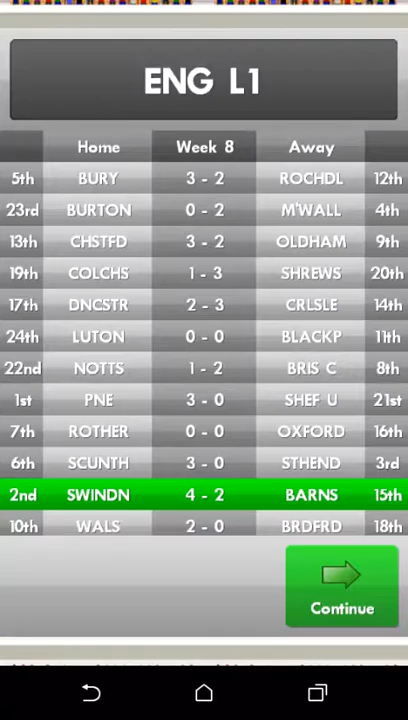 ENG L1
Home Week 8 Away
5th BURY 3 - 2 ROCHDL 12th
23rd BURTON 0 - 2 M'WALL 4th
13th CHSTFD 3 - 2 OLDHAM 9th
19th COLCHS 1 - 3 SHREWS 20th
17th DNCSTR 2 - 3 CRLSLE 14th
24th LUTON 0 - 0 BLACKP 11th
22nd NOTTS 1 - 2 BRIS C 8th
1st PNE 3 - 0 SHEF U 21st
7th ROTHER 0 - 0 OXFORD 16th
6th SCUNTH 3 - 0 STHEND 3rd
2nd SWINDN 4 - 2 BARNS 15th
10th WALS 2 - 0 BRDFRD 18th
Continue